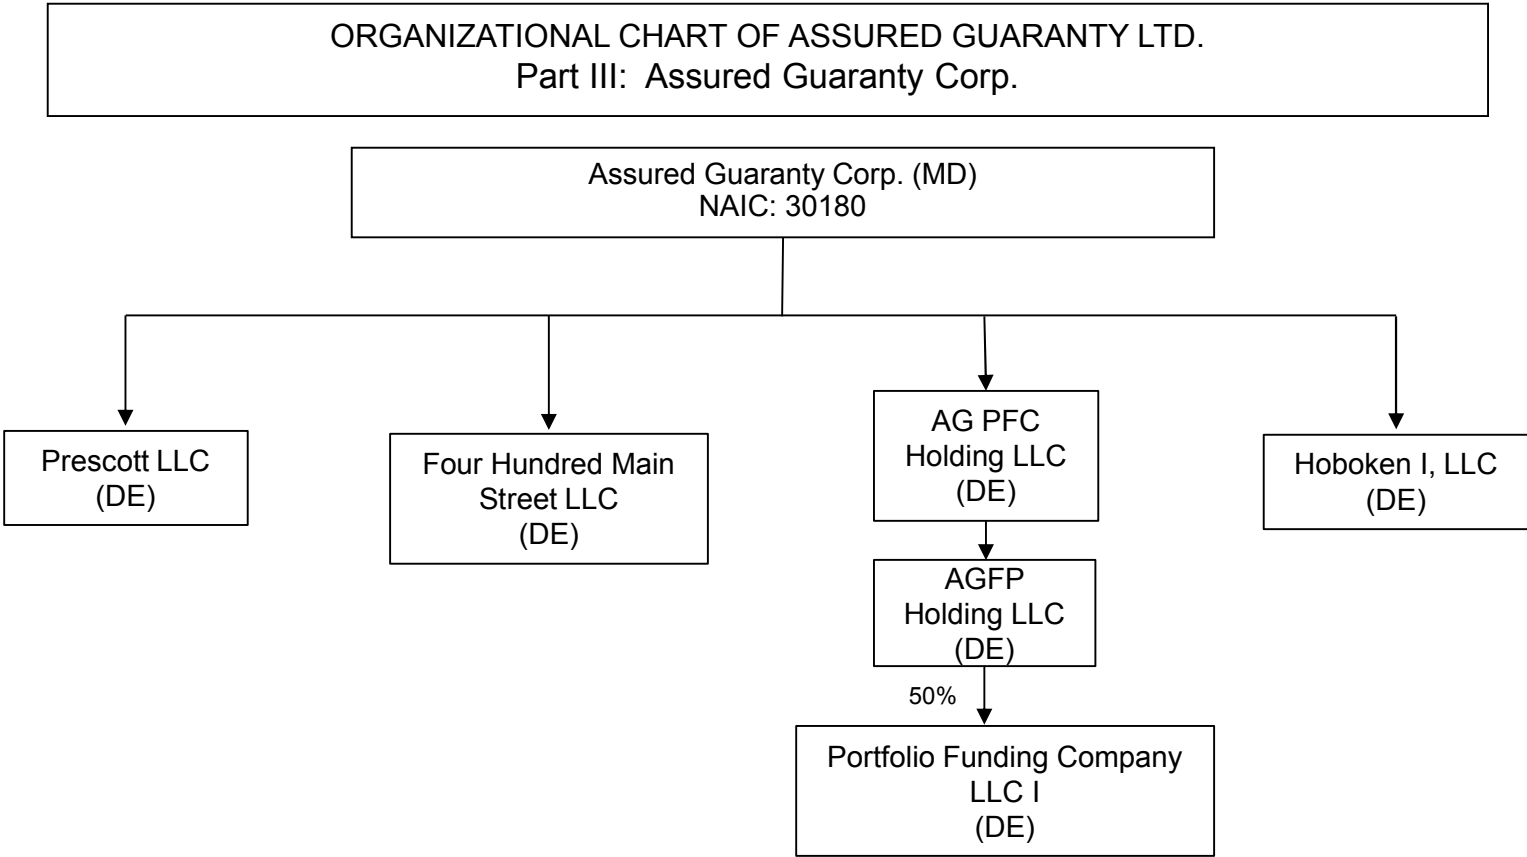 ORGANIZATIONAL CHART OF ASSURED GUARANTY LTD.
Part III:  Assured Guaranty Corp.
Assured Guaranty Corp. (MD)
NAIC: 30180
Prescott LLC
(DE)
Four Hundred Main
Street LLC
(DE)
AG PFC
Holding LLC
(DE)
Hoboken I, LLC
(DE)
AGFP
Holding LLC
(DE)
50%
Portfolio Funding Company
LLC I
(DE)